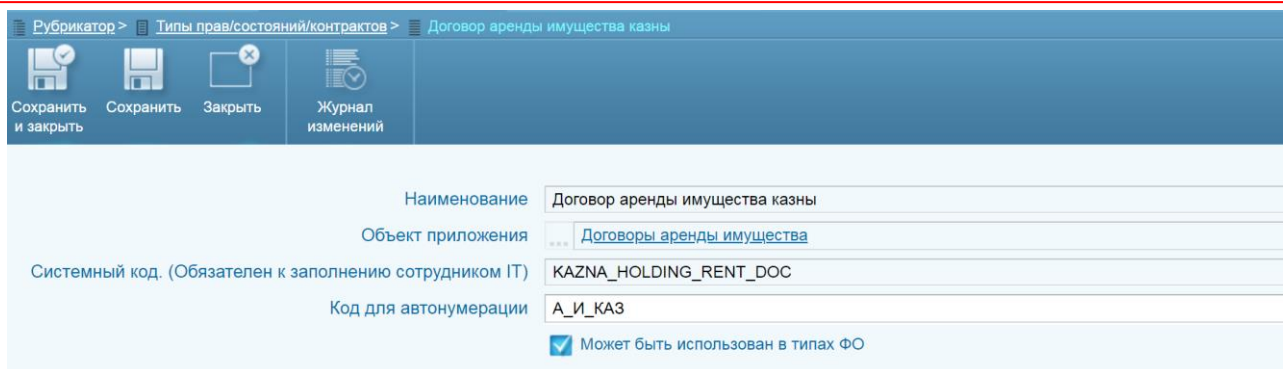 Рубрикатор > Типы прав/состояний/контрактов > Договор аренды имущества казны
Сохранить и закрыть
Сохранить
Закрыть
Журнал изменений
Наименование Договор аренды имущества казны
Объект приложения ... Договоры аренды имущества
Системный код. (Обязателен к заполнению сотрудником IT) KAZNA_HOLDING_RENT_DOC
Код для автонумерации А_И_КАЗ
Может быть использован в типах ФО